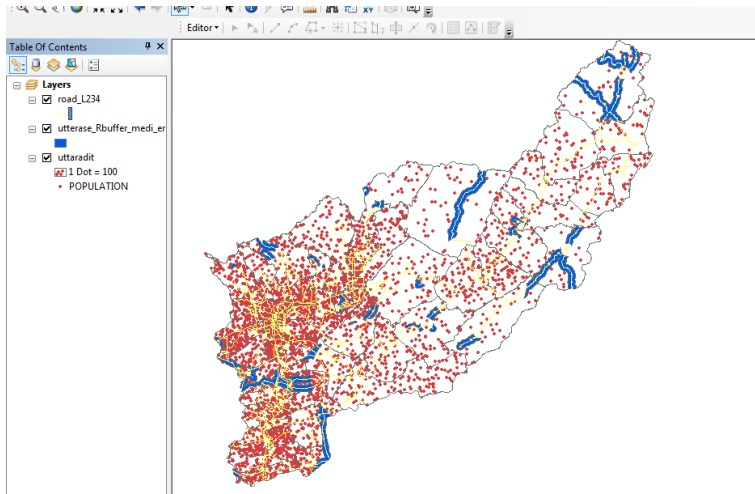 Editor
Table Of Contents
Layers
road_L234
utterase_Rbuffer_medi_er
uttaradit
1 Dot = 100
POPULATION